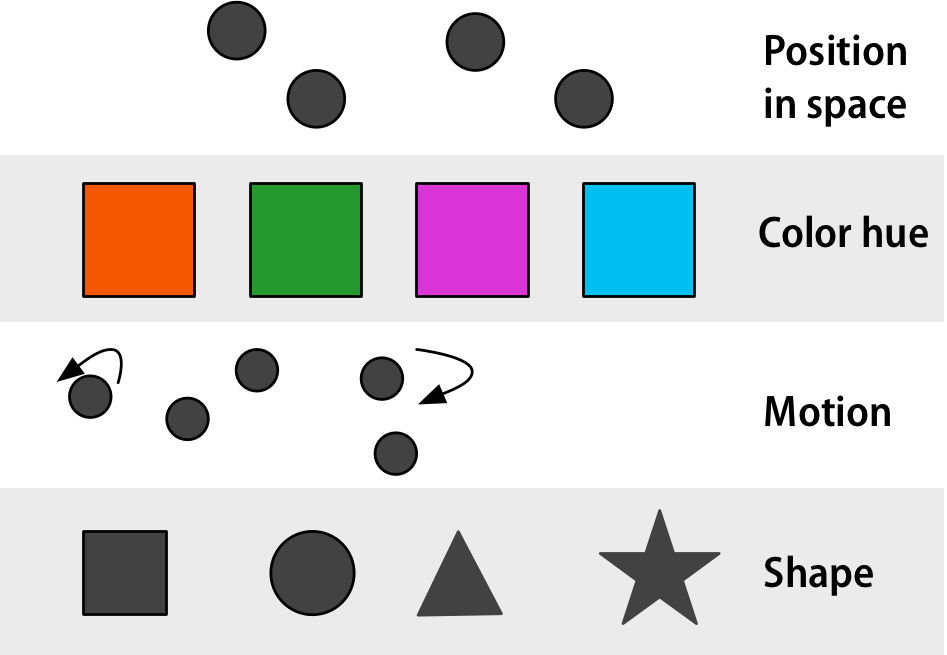 Position
in space
Color hue
Motion
Shape